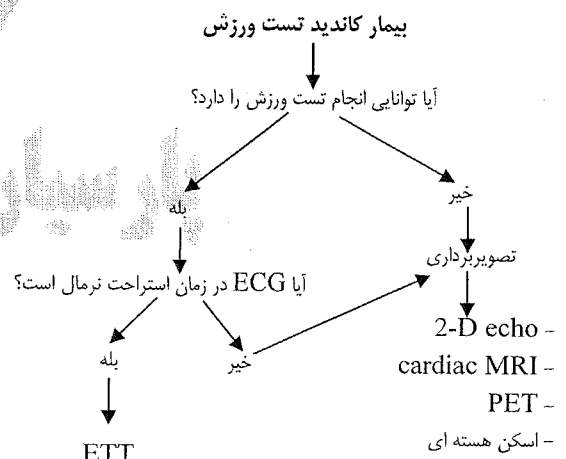 بیمار کاندید تست ورزش
آیا توانایی انجام تست ورزش را دارد؟
خیر
بله
تصویربرداری
آیا ECG در زمان استراحت نرمال است؟
2-D echo –
بله
خیر
cardiac MRI –
PET –
– اسکن هسته ای
ETT